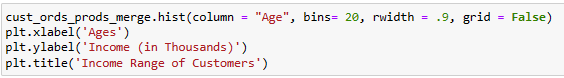 cust_ords_prods_merge.hist(column = "Age", bins= 20, rwidth = .9, grid = False)
plt.xlabel('Ages')
plt.ylabel('Income (in Thousands)')
plt.title('Income Range of Customers')